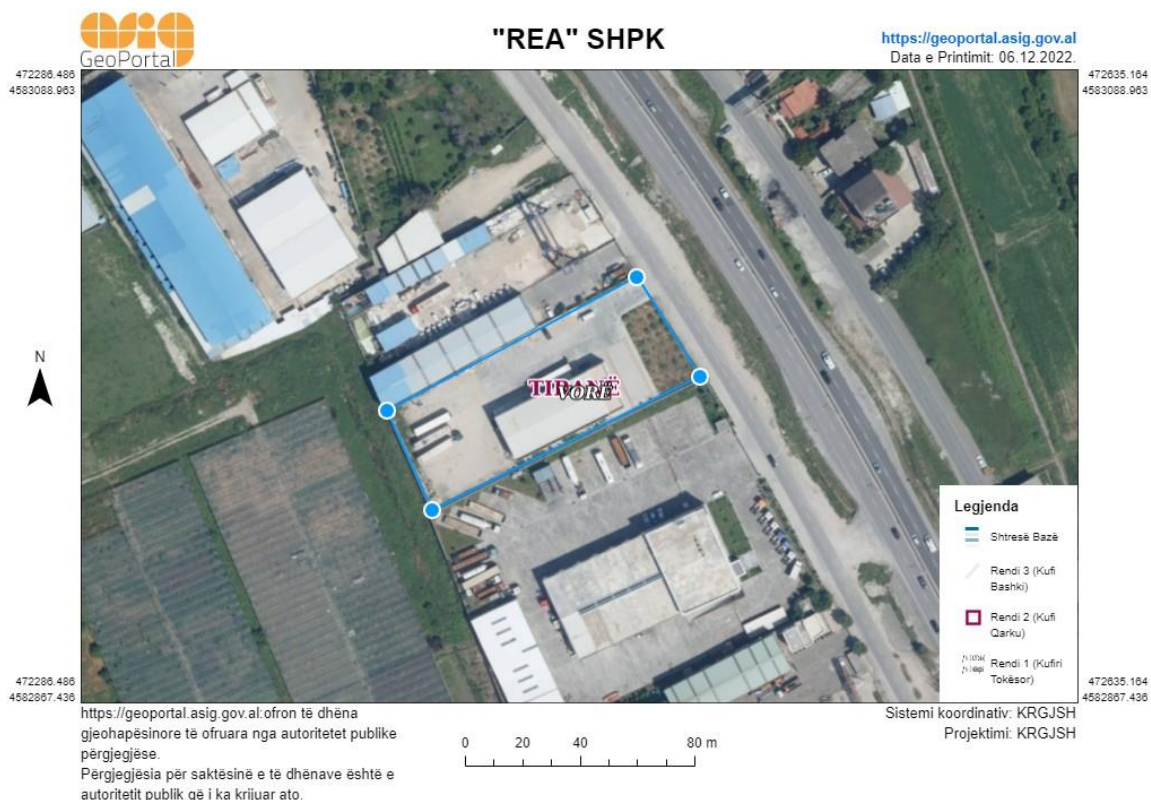 asig
GeoPortal
"REA" SHPK
https://geoportal.asig.gov.al
Data e Printimit: 06.12.2022.
472286.486
4583088.963
472635.164
4583088.963
N
TIRANË
VORË
Legjenda
Shtresë Bazë
Rendi 3 (Kufi
Bashki)
Rendi 2 (Kufi
Qarku)
Rendi 1 (Kufiri
Tokësor)
472286.486
4582867.436
472635.164
4582867.436
https://geoportal.asig.gov.al:ofron të dhëna
gjeohapësinore të ofruara nga autoritetet publike
përgjegjëse.
Përgjegjësia për saktësinë e të dhënave është e
autoritetit publik që i ka krijuar ato.
0 20 40 80 m
Sistemi koordinativ: KRGJSH
Projektimi: KRGJSH